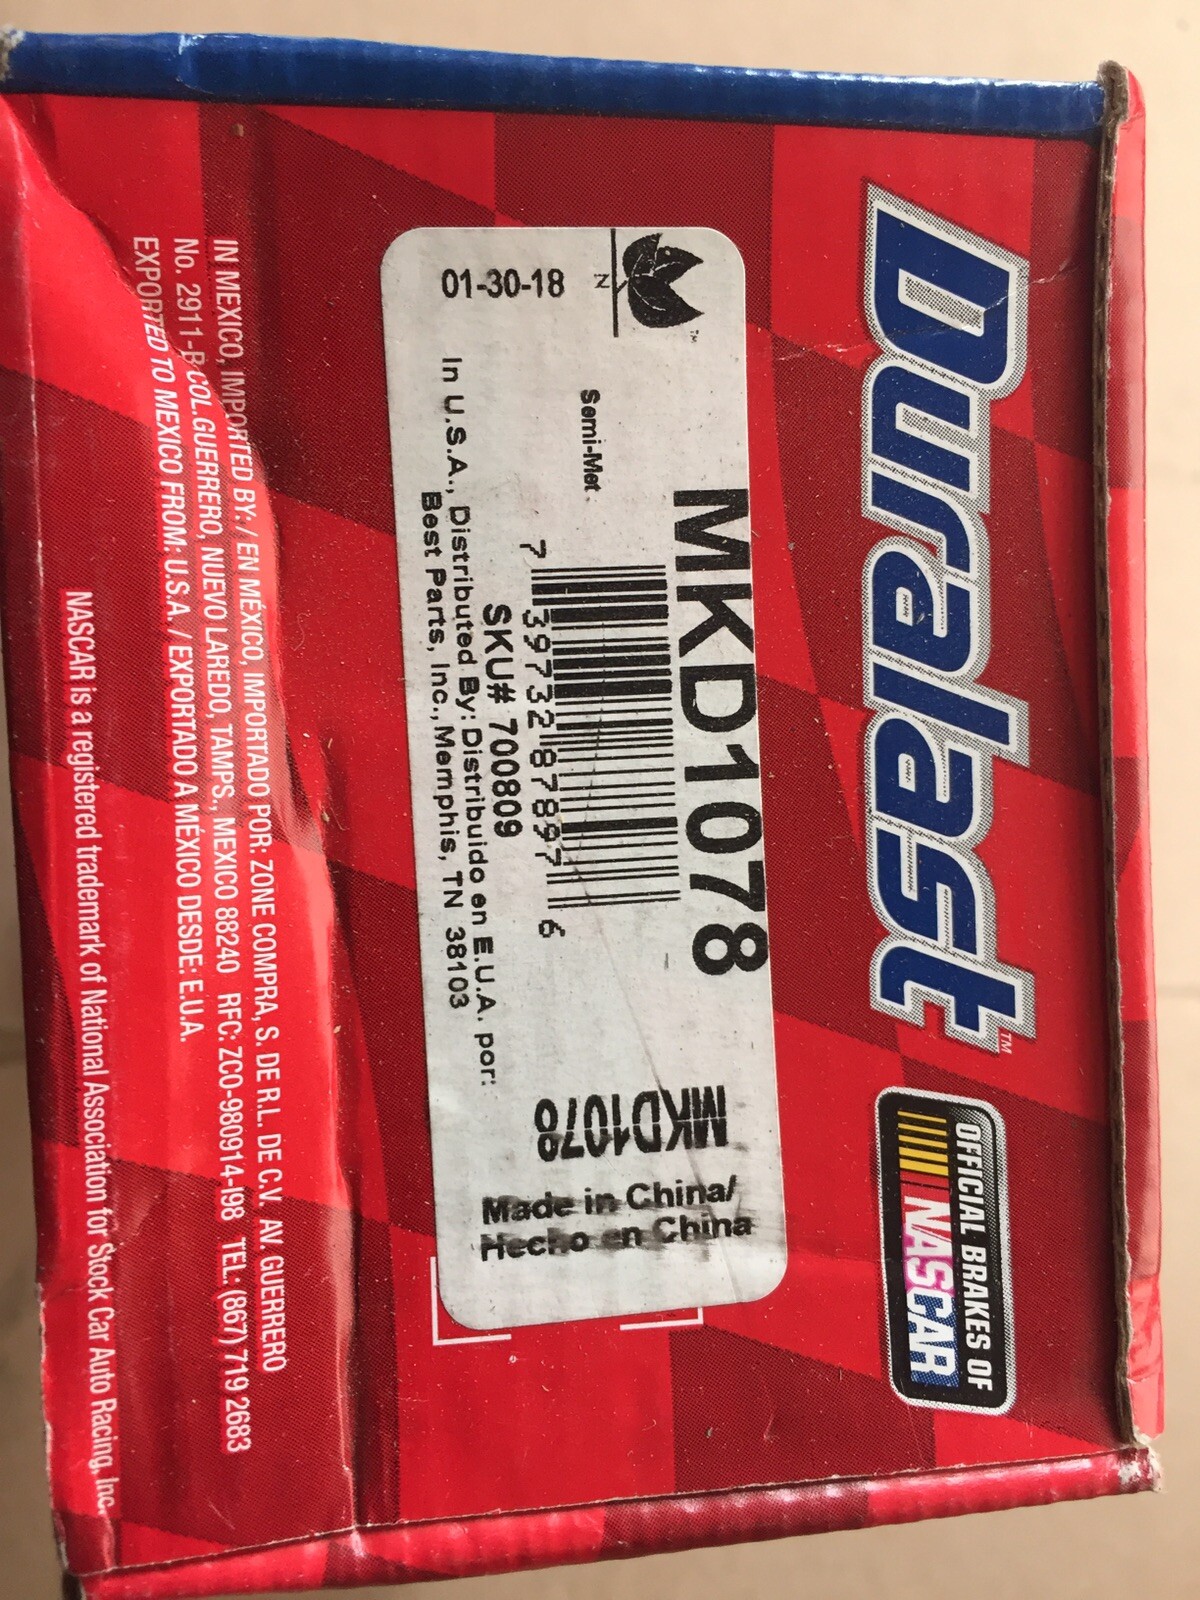 Duralast™
OFFICIAL BRAKES OF
NASCAR
MKD1078
™
N
Semi-Met
7 39732 87897 6
01-30-18
SKU# 700809
In U.S.A., Distributed By: Distribuido en E.U.A. por:
Best Parts, Inc., Memphis, TN 38103
MKD1078
Made in China/
Hecho en China
IN MEXICO, IMPORTED BY: / EN MÉXICO, IMPORTADO POR: ZONE COMPRA, S. DE R.L. DE C.V. AV. GUERRERO
No. 2911-B COL.GUERRERO, NUEVO LAREDO, TAMPS., MEXICO 88240 RFC: ZCO-980914-I98 TEL: (867) 719 2683
EXPORTED TO MEXICO FROM: U.S.A. / EXPORTADO A MÉXICO DESDE: E.U.A.
NASCAR is a registered trademark of National Association for Stock Car Auto Racing, Inc.